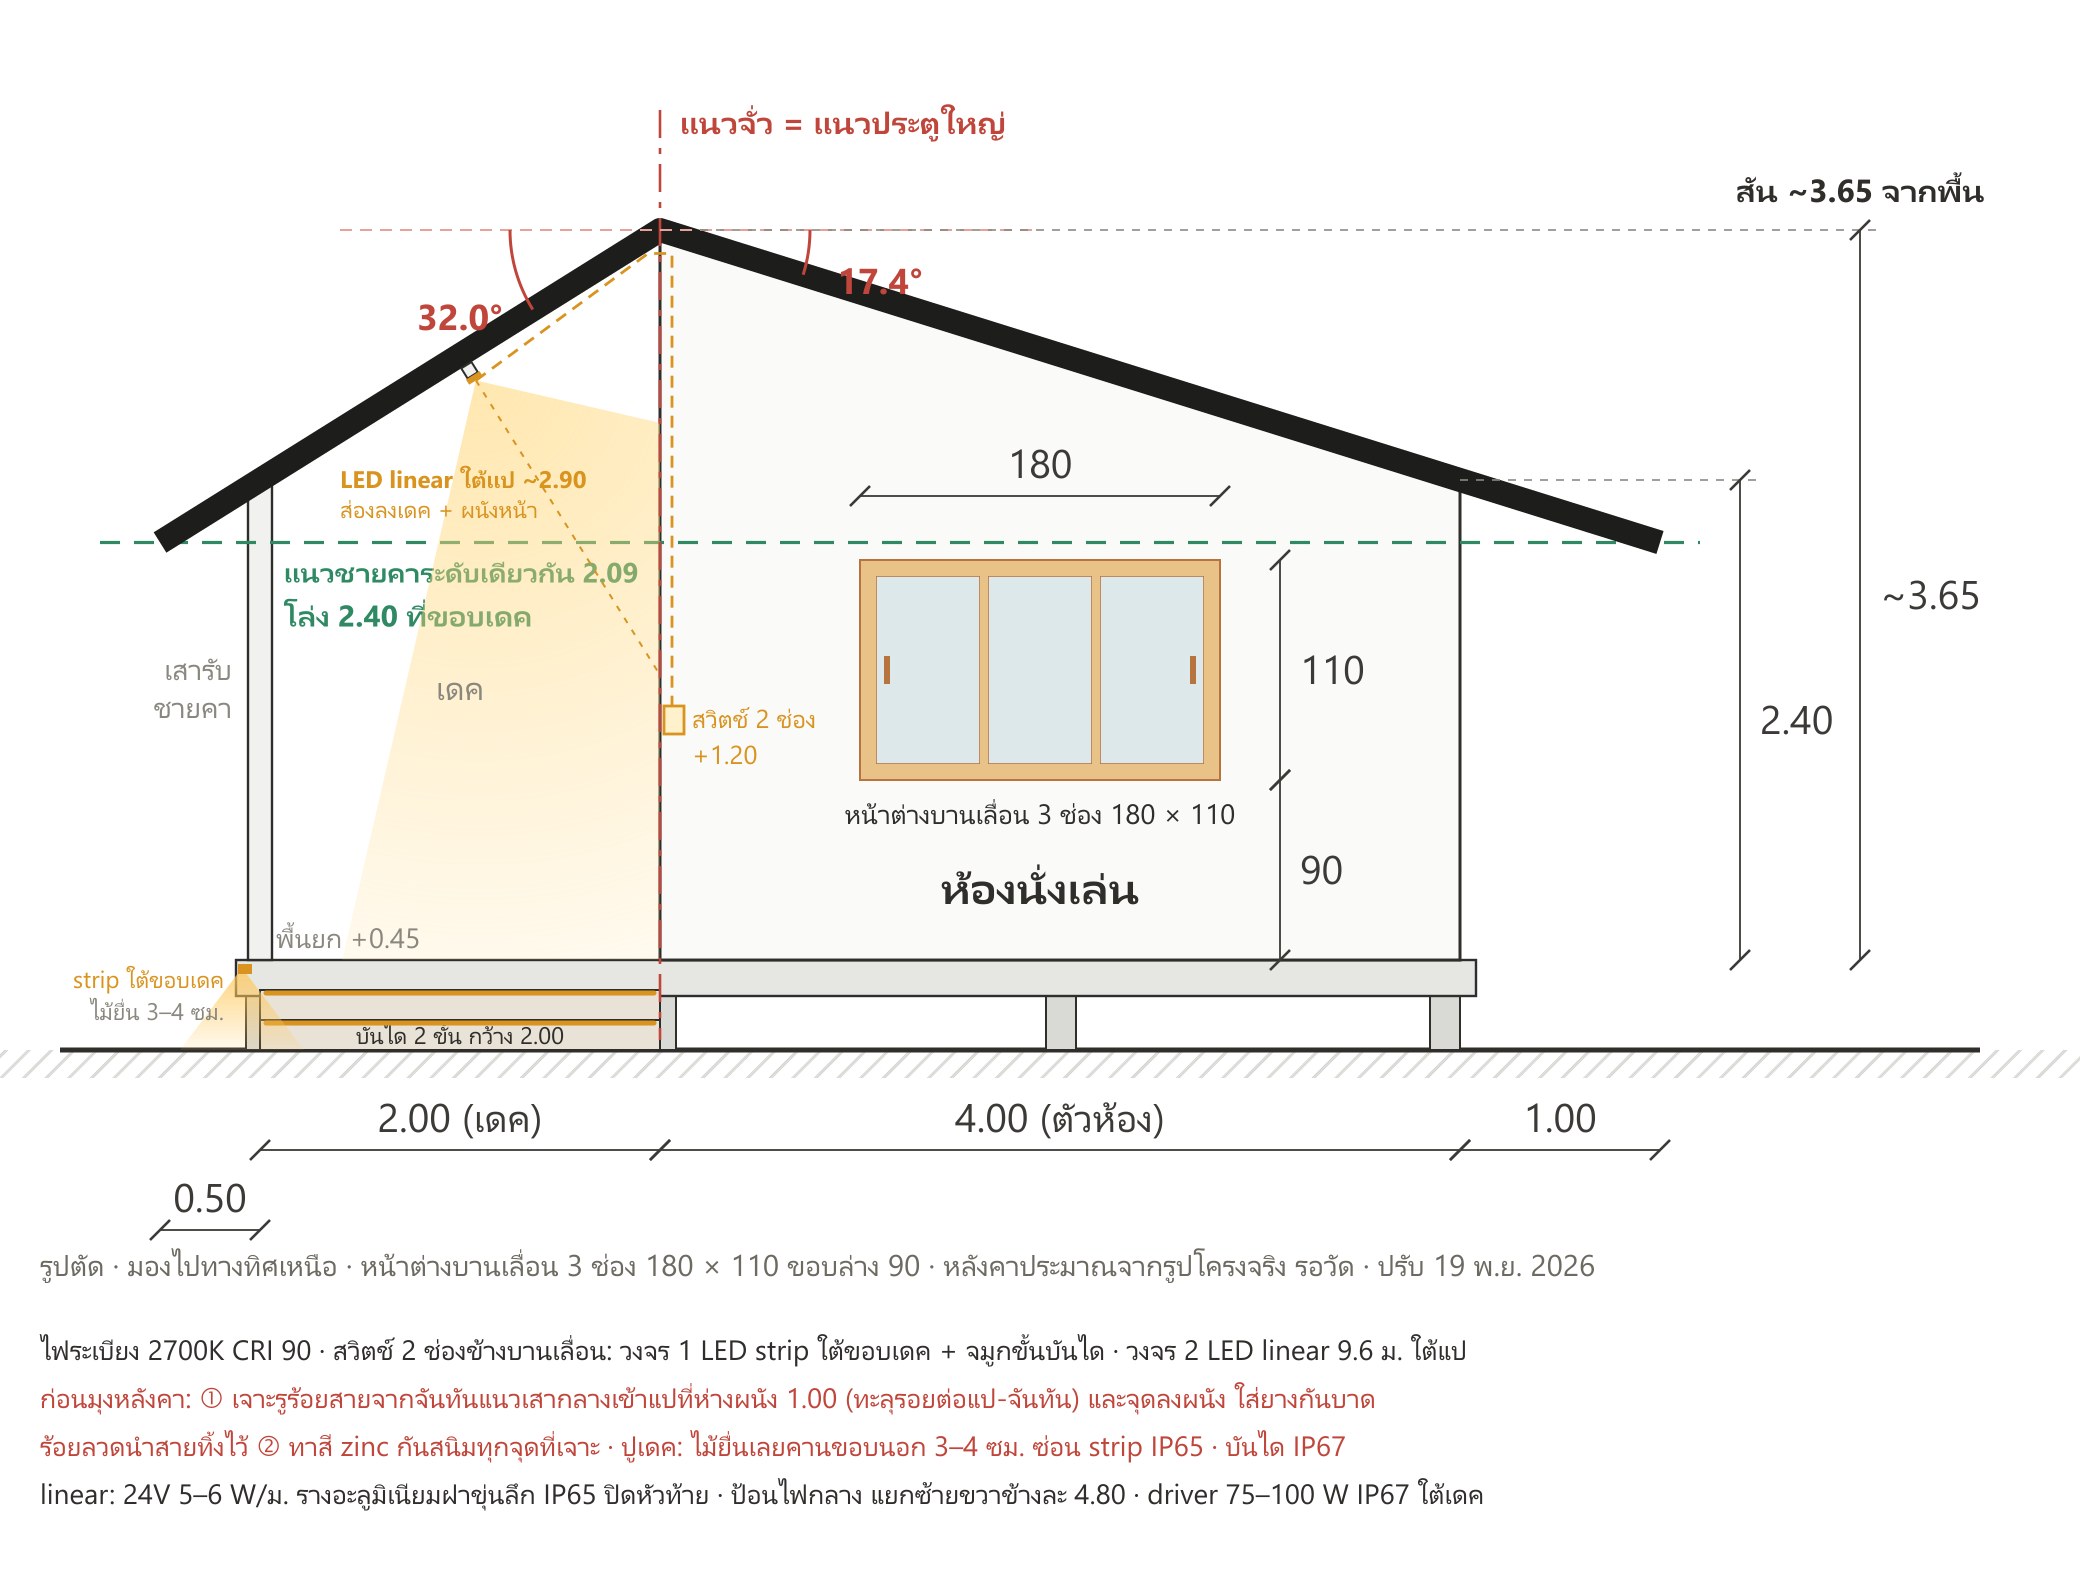 แนวจั่ว = แนวประตูใหญ่
สัน ~3.65 จากพื้น
17.4°
32.0°
180
LED linear ใต้แป ~2.90
ส่องลงเดค + ผนังหน้า
แนวชายคาระดับเดียวกัน 2.09
โล่ง 2.40 ที่ขอบเดค
~3.65
เสารับ
ชายคา
110
เดค
สวิตช์ 2 ช่อง
+1.20
2.40
หน้าต่างบานเลื่อน 3 ช่อง 180 × 110
90
ห้องนั่งเล่น
พื้นยก +0.45
strip ใต้ขอบเดค
ไม้ยื่น 3–4 ซม.
บันได 2 ขั้น กว้าง 2.00
2.00 (เดค)
4.00 (ตัวห้อง)
1.00
0.50
รูปตัด · มองไปทางทิศเหนือ · หน้าต่างบานเลื่อน 3 ช่อง 180 × 110 ขอบล่าง 90 · หลังคาประมาณจากรูปโครงจริง รอวัด · ปรับ 19 พ.ย. 2026
ไฟระเบียง 2700K CRI 90 · สวิตช์ 2 ช่องข้างบานเลื่อน: วงจร 1 LED strip ใต้ขอบเดค + จมูกขั้นบันได · วงจร 2 LED linear 9.6 ม. ใต้แป
ก่อนมุงหลังคา: ① เจาะรูร้อยสายจากจันทันแนวเสากลางเข้าแปที่ห่างผนัง 1.00 (ทะลุรอยต่อแป-จันทัน) และจุดลงผนัง ใส่ยางกันบาด
ร้อยลวดนำสายทิ้งไว้ ② ทาสี zinc กันสนิมทุกจุดที่เจาะ · ปูเดค: ไม้ยื่นเลยคานขอบนอก 3–4 ซม. ซ่อน strip IP65 · บันได IP67
linear: 24V 5–6 W/ม. รางอะลูมิเนียมฝาขุ่นลึก IP65 ปิดหัวท้าย · ป้อนไฟกลาง แยกซ้ายขวาข้างละ 4.80 · driver 75–100 W IP67 ใต้เดค